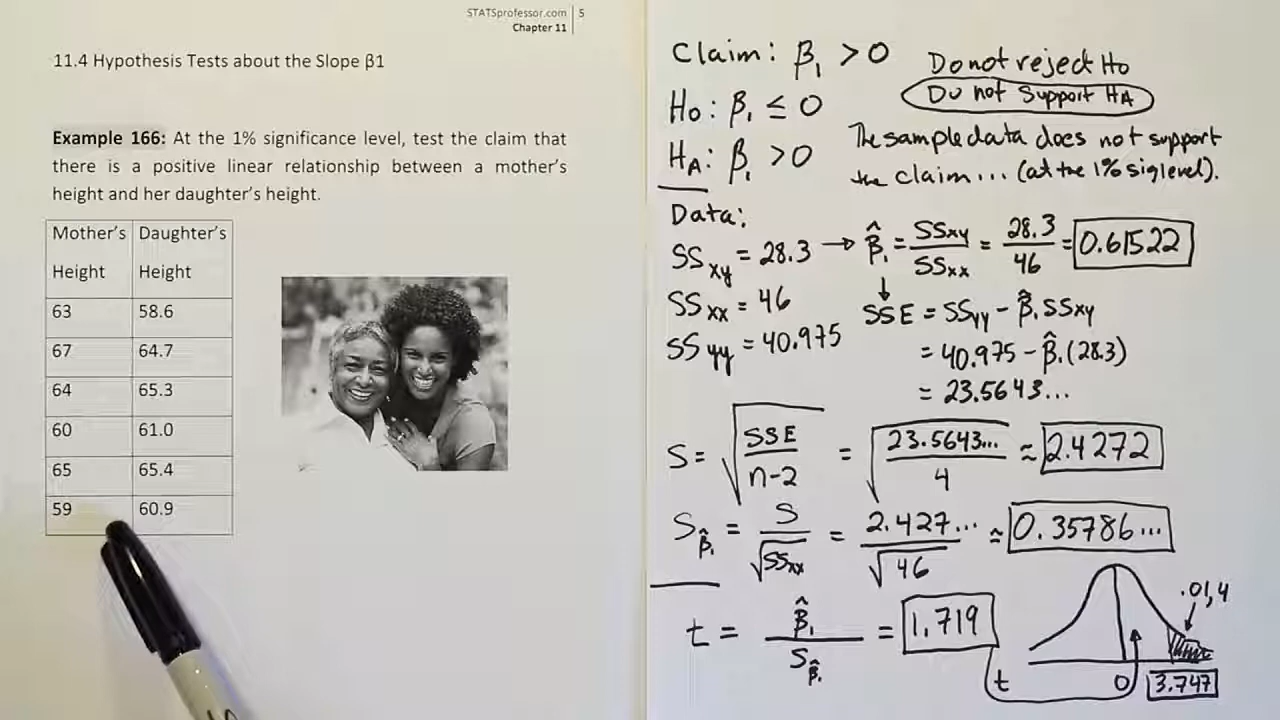 STATSprofessor.com 5
Chapter 11
11.4 Hypothesis Tests about the Slope β1
Example 166: At the 1% significance level, test the claim that
there is a positive linear relationship between a mother's
height and her daughter's height.
Mother's Height Daughter's Height
63 58.6
67 64.7
64 65.3
60 61.0
65 65.4
59 60.9
Claim: β₁ > 0
Ho: β₁ ≤ 0
HA: β₁ > 0
Do not reject Ho
Do not support HA
The sample data does not support
the claim... (at the 1% sig level).
Data:
SSxy = 28.3 → β̂₁ = SSxy/SSxx = 28.3/46 = 0.61522
SSxx = 46
SSyy = 40.975
↓
SSE = SSyy - β̂₁ SSxy
= 40.975 - β̂₁(28.3)
= 23.5643...
S = √(SSE/n-2) = √(23.5643.../4) ≈ 2.4272
Sβ̂₁ = S/√SSxx = 2.427.../√46 ≈ 0.35786...
t = β̂₁/Sβ̂₁ = 1.719
.01, 4
t 0 3.747